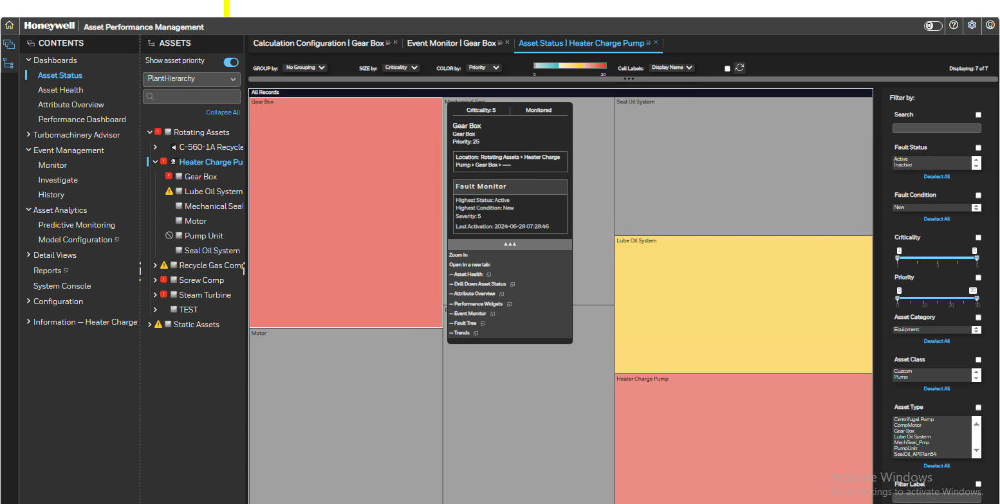 Honeywell Asset Performance Management
CONTENTS
Dashboards
Asset Status
Asset Health
Attribute Overview
Performance Dashboard
Turbomachinery Advisor
Event Management
Monitor
Investigate
History
Asset Analytics
Predictive Monitoring
Model Configuration
Detail Views
Reports
System Console
Configuration
Information — Heater Charge
ASSETS
Show asset priority
PlantHierarchy
Collapse All
Rotating Assets
C-560-1A Recycle
Heater Charge Pu
Gear Box
Lube Oil System
Mechanical Seal
Motor
Pump Unit
Seal Oil System
Recycle Gas Comp
Screw Comp
Steam Turbine
TEST
Static Assets
Calculation Configuration | Gear Box
Event Monitor | Gear Box
Asset Status | Heater Charge Pump
GROUP by: No Grouping
SIZE by: Criticality
COLOR by: Priority
0 30
Cell Labels: Display Name
Displaying: 7 of 7
All Records
Gear Box
Mechanical Seal
Seal Oil System
Lube Oil System
Motor
Heater Charge Pump
Criticality: 5 Monitored
Gear Box
Gear Box
Priority: 25
Location: Rotating Assets > Heater Charge
Pump > Gear Box > ----
Fault Monitor
Highest Status: Active
Highest Condition: New
Severity: 5
Last Activation: 2024-06-28 07:28:46
Zoom In
Open in a new tab:
— Asset Health
— Drill Down Asset Status
— Attribute Overview
— Performance Widgets
— Event Monitor
— Fault Tree
— Trends
Filter by:
Search
Fault Status
Active
Inactive
Deselect All
Fault Condition
New
Deselect All
Criticality
1 5
1 3 5
Priority
0 30
0 10 20 30
Asset Category
Equipment
Deselect All
Asset Class
Custom
Pump
Deselect All
Asset Type
Centrifugal Pump
CompMotor
Gear Box
Lube Oil System
MechSeal_Pmp
PumpUnit
SealOil_APIPlan54
Deselect All
Activate Windows
Filter Label
to activate Windows.